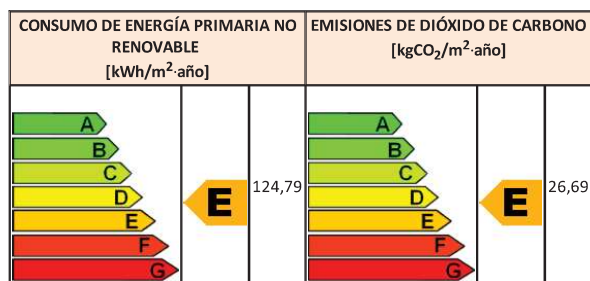 CONSUMO DE ENERGÍA PRIMARIA NO
RENOVABLE
[kWh/m²·año]
EMISIONES DE DIÓXIDO DE CARBONO
[kgCO₂/m²·año]
A
B
C
D
E
F
G
E
124,79
A
B
C
D
E
F
G
E
26,69